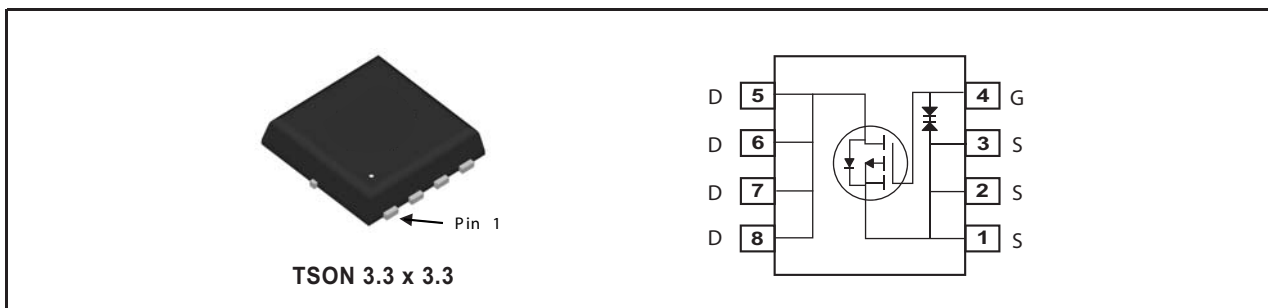 Pin 1
TSON 3.3 x 3.3
D 5 4 G
D 6 3 S
D 7 2 S
D 8 1 S